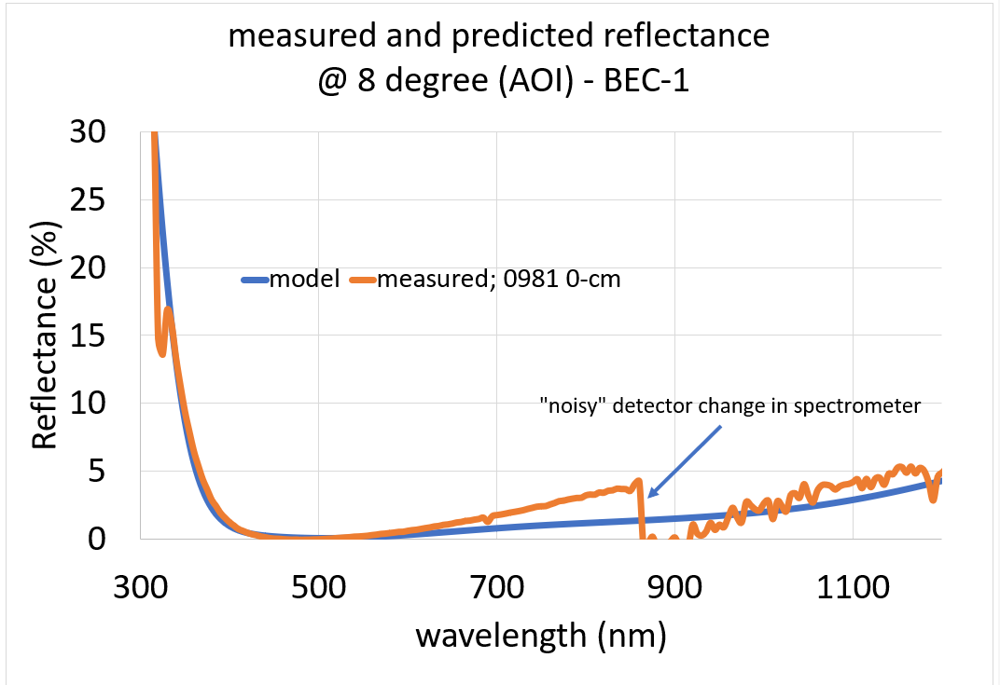 measured and predicted reflectance
@ 8 degree (AOI) - BEC-1
30
25
20
15
10
5
0
Reflectance (%)
model
measured; 0981 0-cm
"noisy" detector change in spectrometer
300
500
700
900
1100
wavelength (nm)